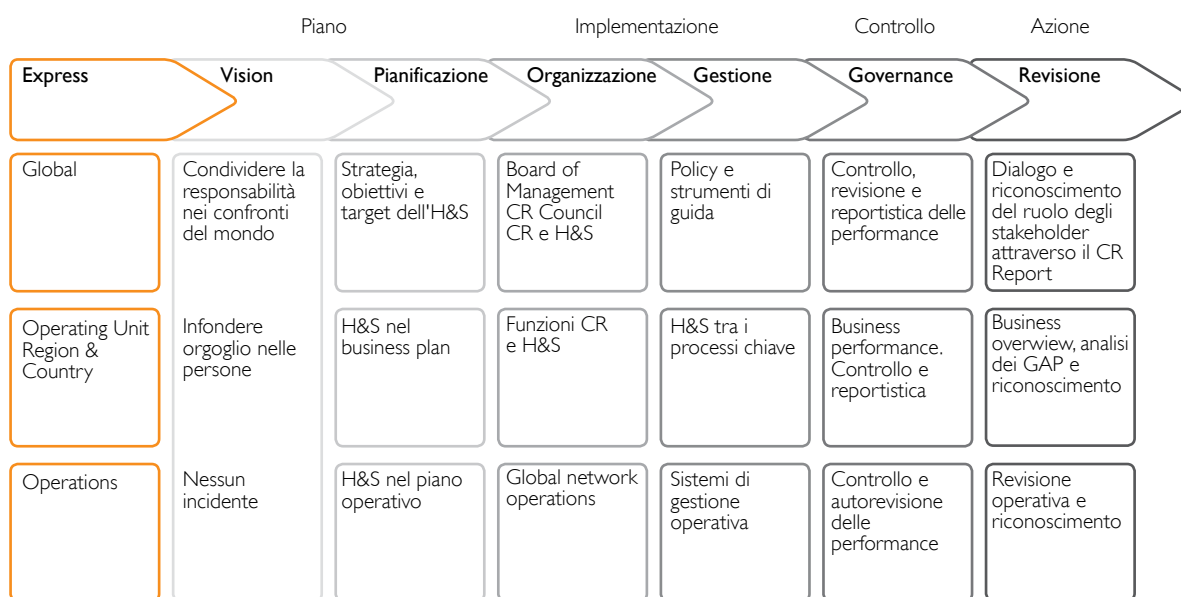 Piano
Implementazione
Controllo
Azione
Express
Vision
Pianificazione
Organizzazione
Gestione
Governance
Revisione
Global
Condividere la
responsabilità
nei confronti
del mondo
Strategia,
obiettivi e
target dell'H&S
Board of
Management
CR Council
CR e H&S
Policy e
strumenti di
guida
Controllo,
revisione e
reportistica delle
performance
Dialogo e
riconoscimento
del ruolo degli
stakeholder
attraverso il CR
Report
Operating Unit
Region &
Country
Infondere
orgoglio nelle
persone
H&S nel
business plan
Funzioni CR
e H&S
H&S tra i
processi chiave
Business
performance.
Controllo e
reportistica
Business
overwiew, analisi
dei GAP e
riconoscimento
Operations
Nessun
incidente
H&S nel piano
operativo
Global network
operations
Sistemi di
gestione
operativa
Controllo e
autorevisione
delle
performance
Revisione
operativa e
riconoscimento